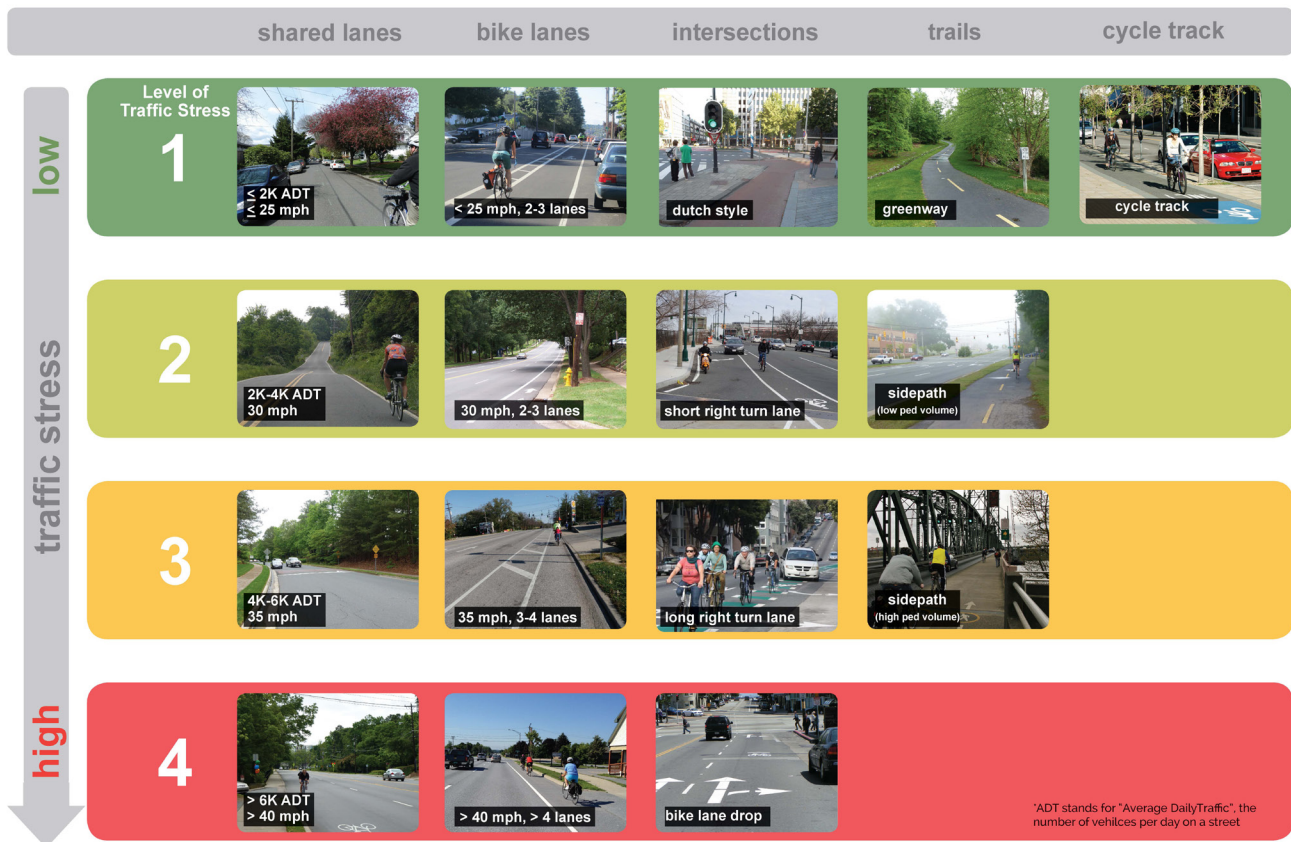 shared lanes
bike lanes
intersections
trails
cycle track
low
traffic stress
high
Level of
Traffic Stress
1
≤ 2K ADT
≤ 25 mph
< 25 mph, 2-3 lanes
dutch style
greenway
cycle track
2
2K-4K ADT
30 mph
30 mph, 2-3 lanes
short right turn lane
sidepath
(low ped volume)
3
4K-6K ADT
35 mph
35 mph, 3-4 lanes
long right turn lane
sidepath
(high ped volume)
4
> 6K ADT
> 40 mph
> 40 mph, > 4 lanes
bike lane drop
*ADT stands for "Average DailyTraffic", the
number of vehilces per day on a street